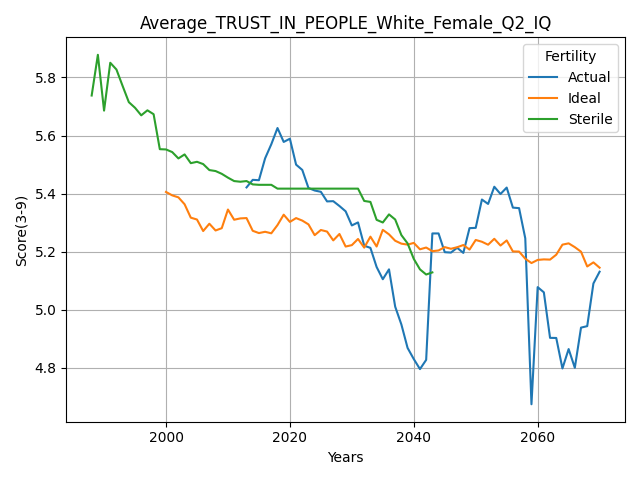 Average_TRUST_IN_PEOPLE_White_Female_Q2_IQ
Fertility
Actual
Ideal
Sterile
Score(3-9)
5.8
5.6
5.4
5.2
5.0
4.8
2000
2020
2040
2060
Years